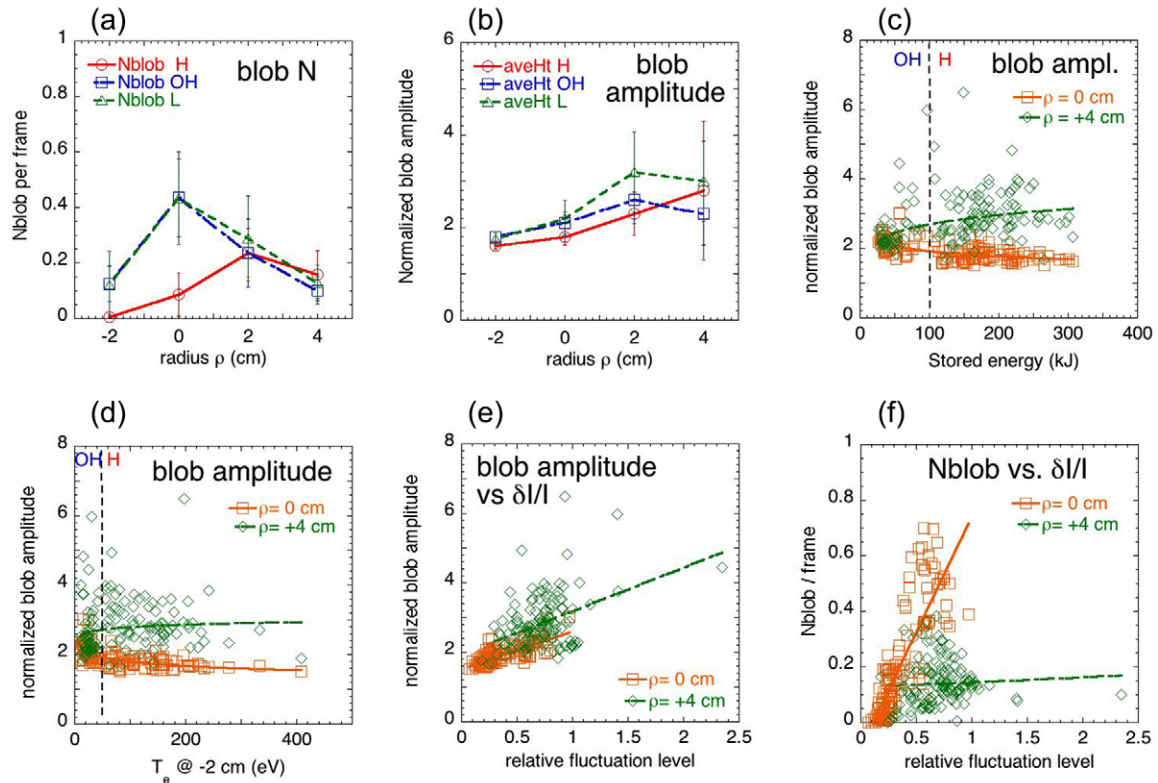 (a)
blob N
Nblob H
Nblob OH
Nblob L
Nblob per frame
1
0.8
0.6
0.4
0.2
0
-2 0 2 4
radius ρ (cm)
(b)
blob
amplitude
aveHt H
aveHt OH
aveHt L
Normalized blob amplitude
6
5
4
3
2
1
0
-2 0 2 4
radius ρ (cm)
(c)
OH H blob ampl.
ρ = 0 cm
ρ = +4 cm
normalized blob amplitude
8
6
4
2
0
0 100 200 300 400
Stored energy (kJ)
(d)
OH H blob amplitude
ρ= 0 cm
ρ= +4 cm
normalized blob amplitude
8
6
4
2
0
0 200 400
T_e @ -2 cm (eV)
(e)
blob amplitude
vs δI/I
ρ = 0 cm
ρ= +4 cm
normalized blob amplitude
8
6
4
2
0
0 0.5 1 1.5 2 2.5
relative fluctuation level
(f)
Nblob vs. δI/I
ρ = 0 cm
ρ= +4 cm
Nblob / frame
1
0.8
0.6
0.4
0.2
0
0 0.5 1 1.5 2 2.5
relative fluctuation level